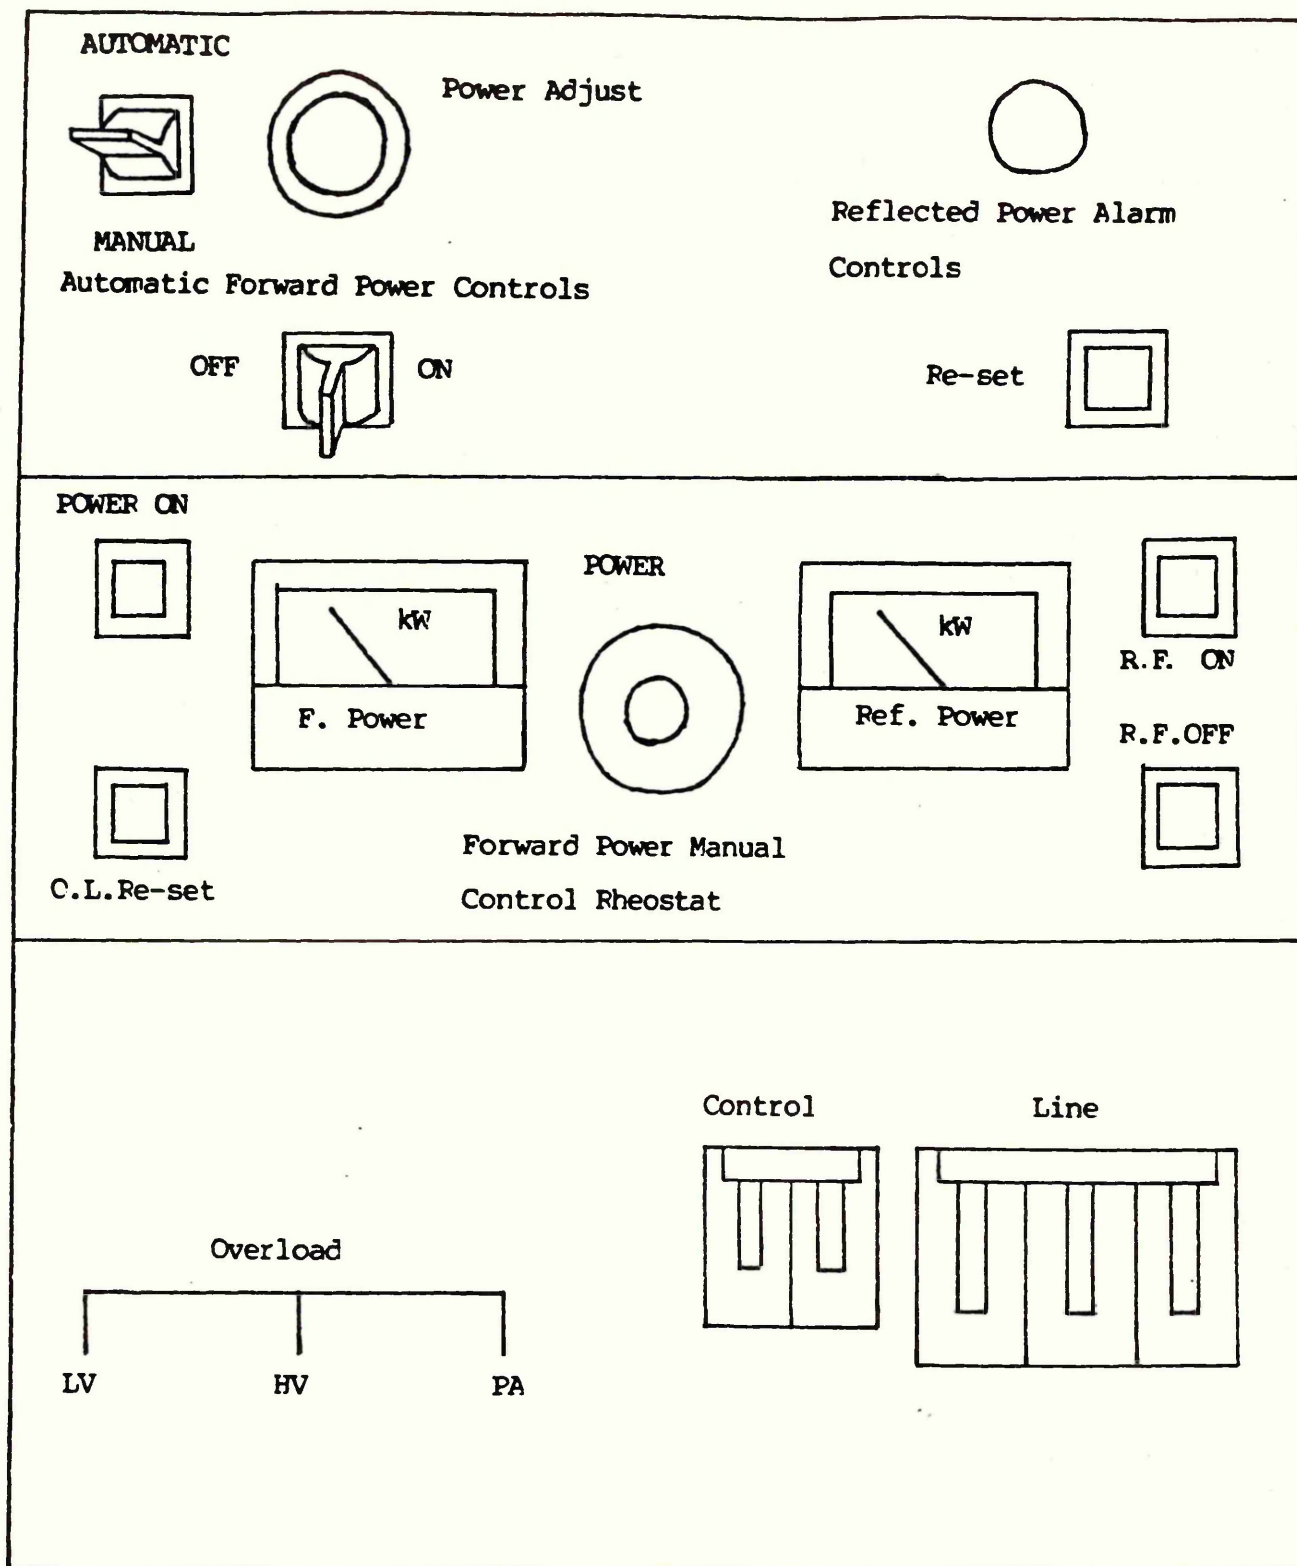 AUTOMATIC
Power Adjust
MANUAL
Automatic Forward Power Controls
OFF
ON
Reflected Power Alarm
Controls
Re-set
POWER ON
kW
F. Power
POWER
kW
Ref. Power
R.F. ON
R.F.OFF
O.L.Re-set
Forward Power Manual
Control Rheostat
Control
Line
Overload
LV
HV
PA